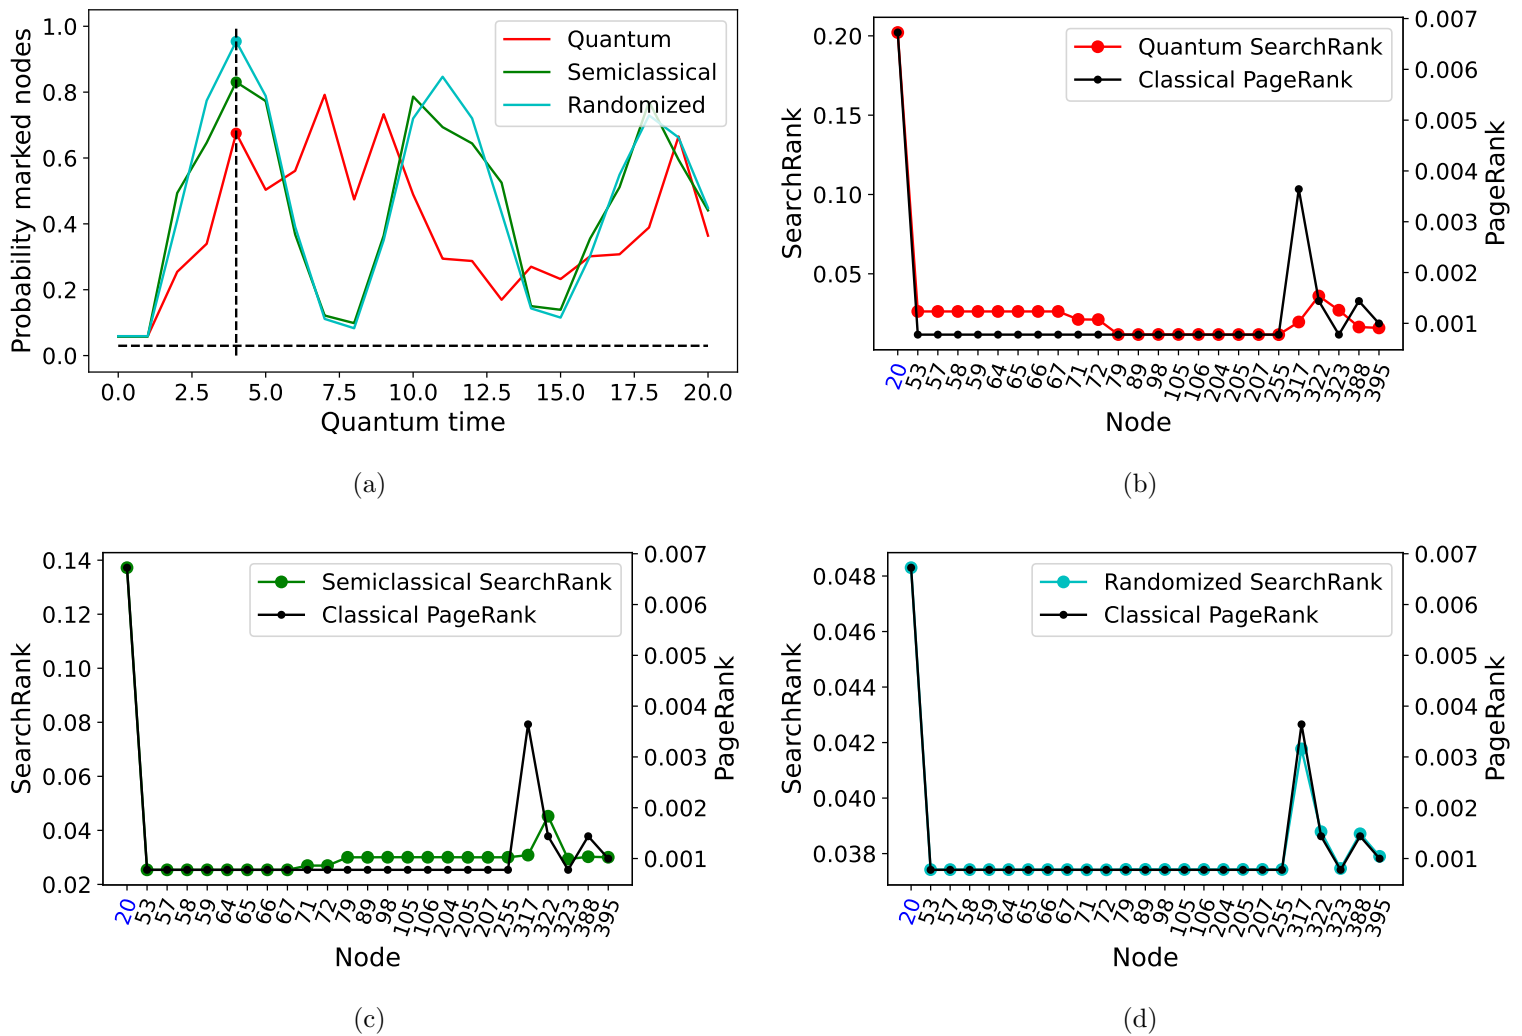 Probability marked nodes
1.0
0.8
0.6
0.4
0.2
0.0
Quantum
Semiclassical
Randomized
0.0 2.5 5.0 7.5 10.0 12.5 15.0 17.5 20.0
Quantum time
(a)
SearchRank
0.20
0.15
0.10
0.05
Quantum SearchRank
Classical PageRank
0.007
0.006
0.005
0.004
0.003
0.002
0.001
PageRank
20 53 57 58 59 64 65 66 67 71 72 79 89 98 105 106 204 205 207 255 317 322 323 388 395
Node
(b)
SearchRank
0.14
0.12
0.10
0.08
0.06
0.04
0.02
Semiclassical SearchRank
Classical PageRank
0.007
0.006
0.005
0.004
0.003
0.002
0.001
PageRank
20 53 57 58 59 64 65 66 67 71 72 79 89 98 105 106 204 205 207 255 317 322 323 388 395
Node
(c)
SearchRank
0.048
0.046
0.044
0.042
0.040
0.038
Randomized SearchRank
Classical PageRank
0.007
0.006
0.005
0.004
0.003
0.002
0.001
PageRank
20 53 57 58 59 64 65 66 67 71 72 79 89 98 105 106 204 205 207 255 317 322 323 388 395
Node
(d)